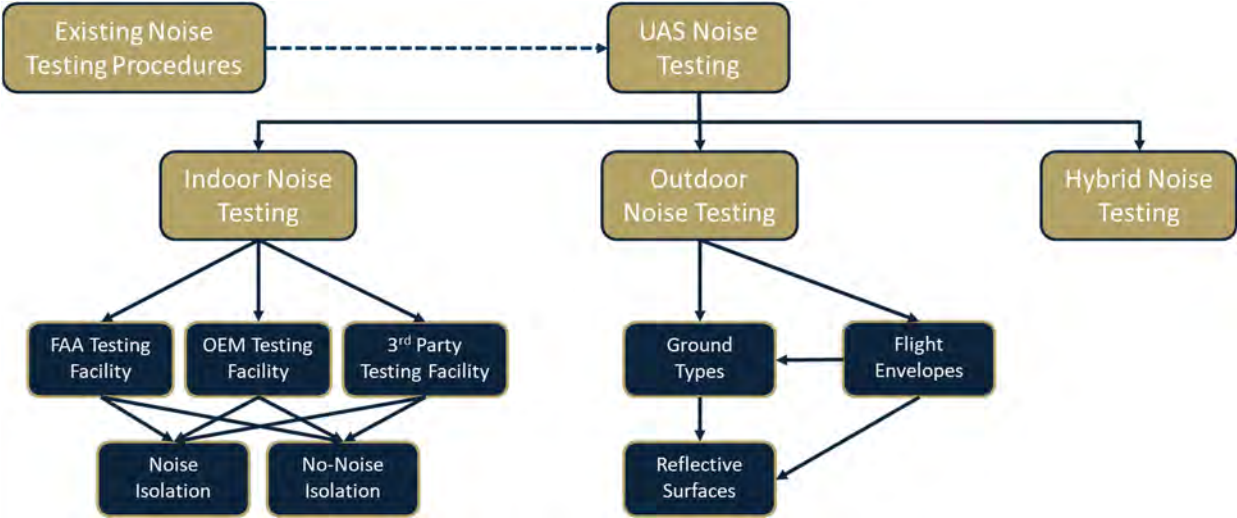 Existing Noise
Testing Procedures
UAS Noise
Testing
Indoor Noise
Testing
Outdoor
Noise Testing
Hybrid Noise
Testing
FAA Testing
Facility
OEM Testing
Facility
3rd Party
Testing Facility
Ground
Types
Flight
Envelopes
Noise
Isolation
No-Noise
Isolation
Reflective
Surfaces